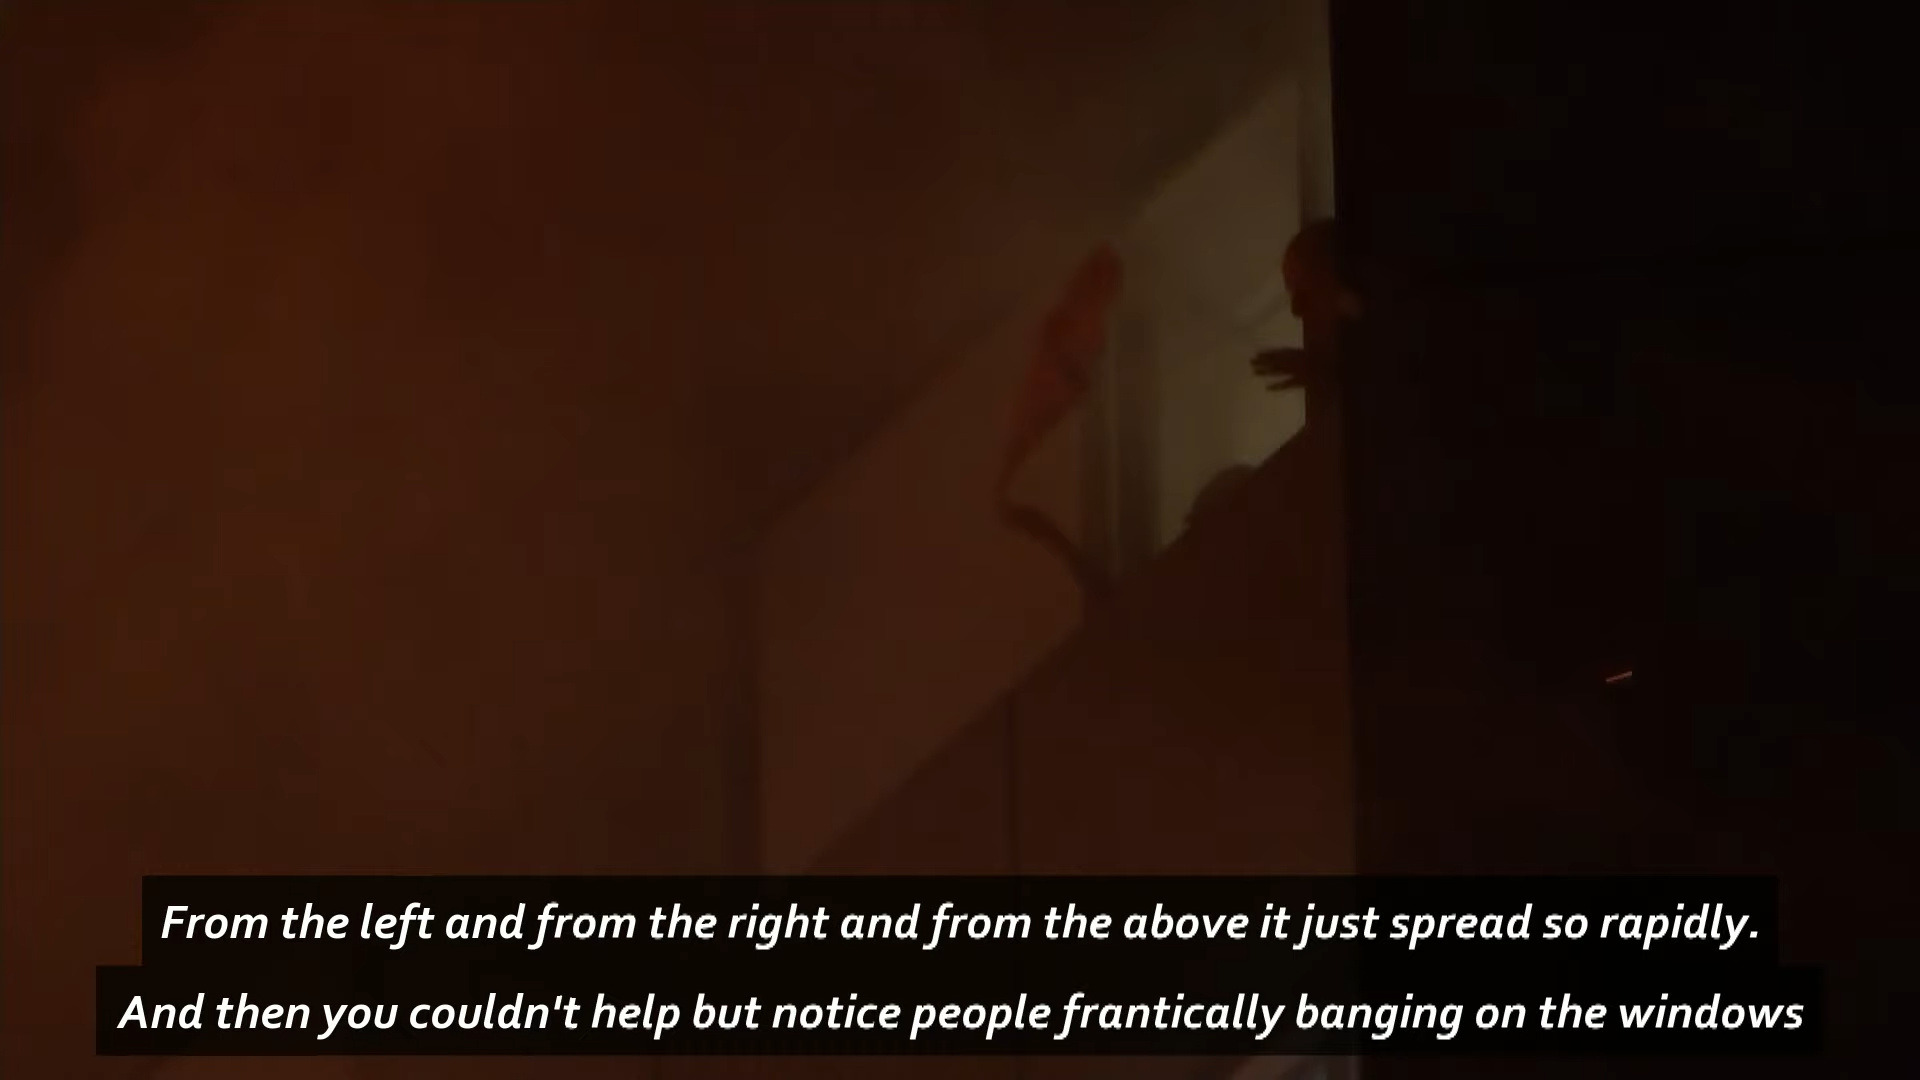 From the left and from the right and from the above it just spread so rapidly.
And then you couldn't help but notice people frantically banging on the windows